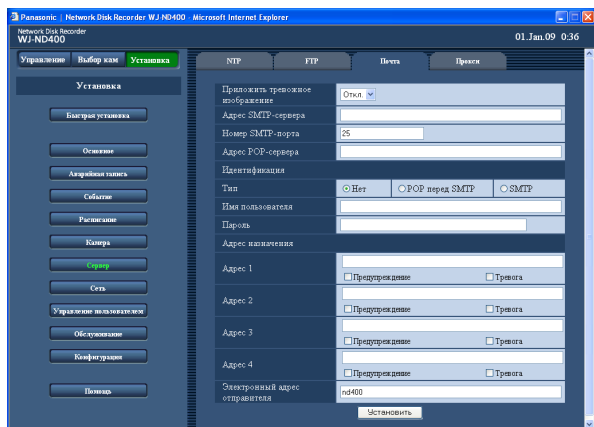 Panasonic | Network Disk Recorder WJ-ND400 - Microsoft Internet Explorer
Network Disk Recorder
WJ-ND400
01.Jan.09 0:36
Управление Выбор кам Установка
NTP FTP Почта Прокси
Установка
Быстрая установка
Основное
Аварийная запись
Событие
Расписание
Камера
Сервер
Сеть
Управление пользователем
Обслуживание
Конфигурация
Помощь
Приложить тревожное
изображение
Откл.
Адрес SMTP-сервера
Номер SMTP-порта 25
Адрес POP-сервера
Идентификация
Тип Нет POP перед SMTP SMTP
Имя пользователя
Пароль
Адрес назначения
Адрес 1
Предупреждение Тревога
Адрес 2
Предупреждение Тревога
Адрес 3
Предупреждение Тревога
Адрес 4
Предупреждение Тревога
Электронный адрес
отправителя
nd400
Установить